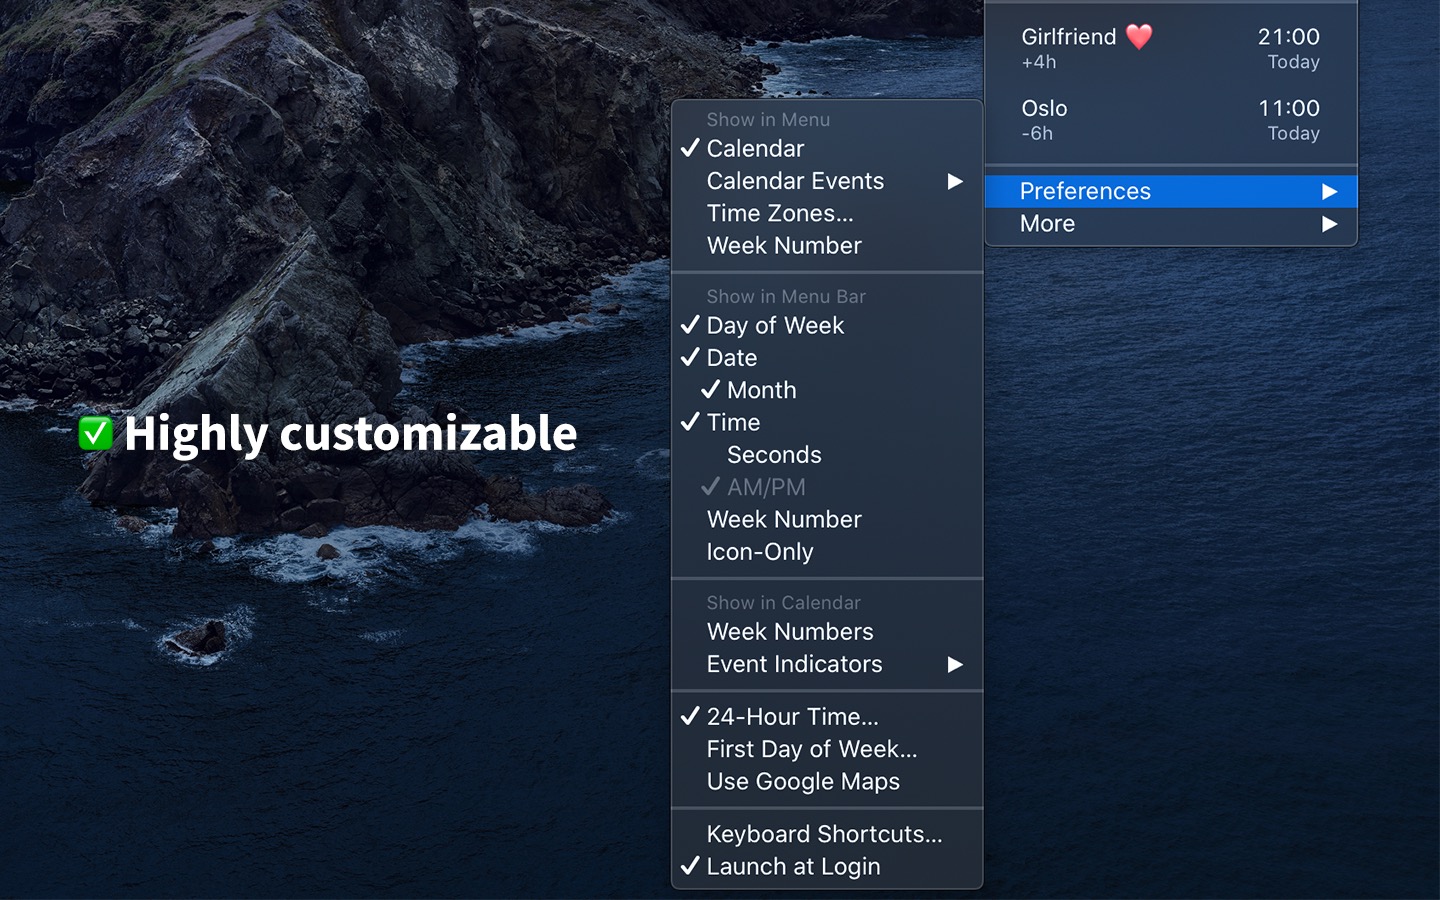 Girlfriend ❤️ 21:00
+4h Today
Oslo 11:00
-6h Today
Preferences
More
Show in Menu
✓ Calendar
Calendar Events
Time Zones...
Week Number
Show in Menu Bar
✓ Day of Week
✓ Date
✓ Month
✓ Time
Seconds
✓ AM/PM
Week Number
Icon-Only
Show in Calendar
Week Numbers
Event Indicators
✓ 24-Hour Time...
First Day of Week...
Use Google Maps
Keyboard Shortcuts...
✓ Launch at Login
✅ Highly customizable